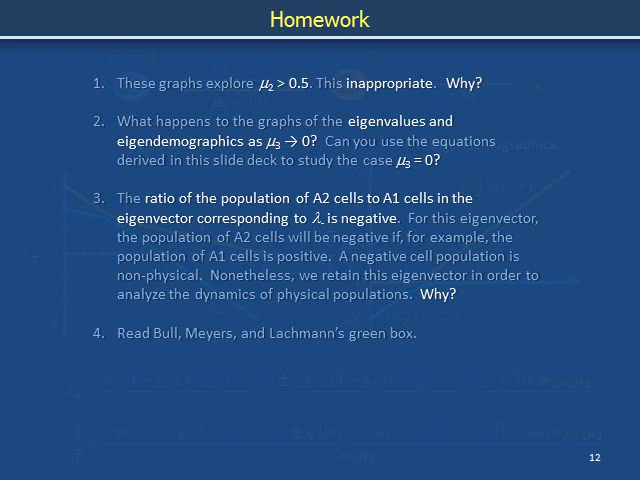 Homework
1. These graphs explore μ₂ > 0.5. This inappropriate. Why?
2. What happens to the graphs of the eigenvalues and
eigendemographics as μ₃ → 0? Can you use the equations
derived in this slide deck to study the case μ₃ = 0?
3. The ratio of the population of A2 cells to A1 cells in the
eigenvector corresponding to λ₋ is negative. For this eigenvector,
the population of A2 cells will be negative if, for example, the
population of A1 cells is positive. A negative cell population is
non-physical. Nonetheless, we retain this eigenvector in order to
analyze the dynamics of physical populations. Why?
4. Read Bull, Meyers, and Lachmann's green box.
12